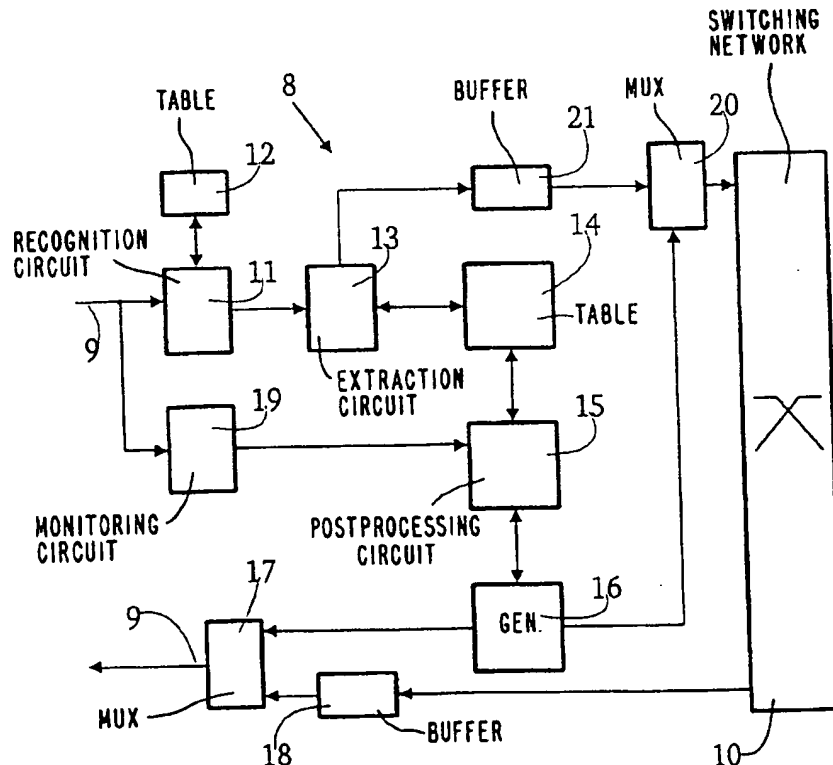 SWITCHING
NETWORK
8
BUFFER
MUX
20
TABLE
21
12
RECOGNITION
CIRCUIT
13
14
11
TABLE
9
EXTRACTION
CIRCUIT
19
15
MONITORING
CIRCUIT
POSTPROCESSING
CIRCUIT
17
16
GEN.
9
MUX
18
BUFFER
10